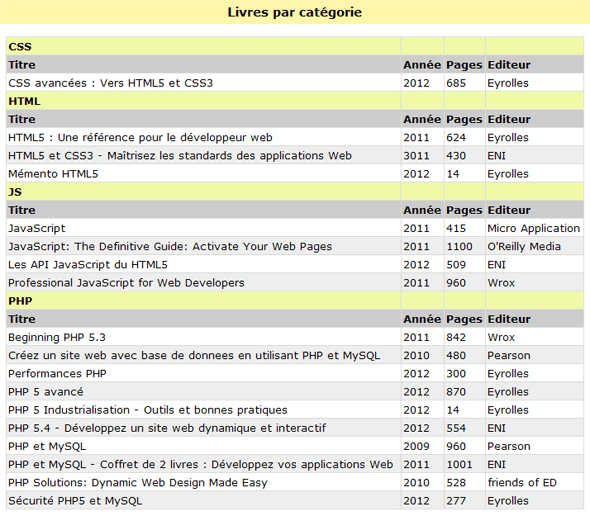 Livres par catégorie
CSS
Titre Année Pages Editeur
CSS avancées : Vers HTML5 et CSS3 2012 685 Eyrolles
HTML
Titre Année Pages Editeur
HTML5 : Une référence pour le développeur web 2011 624 Eyrolles
HTML5 et CSS3 - Maîtrisez les standards des applications Web 3011 430 ENI
Mémento HTML5 2012 14 Eyrolles
JS
Titre Année Pages Editeur
JavaScript 2011 415 Micro Application
JavaScript: The Definitive Guide: Activate Your Web Pages 2011 1100 O'Reilly Media
Les API JavaScript du HTML5 2012 509 ENI
Professional JavaScript for Web Developers 2011 960 Wrox
PHP
Titre Année Pages Editeur
Beginning PHP 5.3 2011 842 Wrox
Créez un site web avec base de donnees en utilisant PHP et MySQL 2010 480 Pearson
Performances PHP 2012 300 Eyrolles
PHP 5 avancé 2012 870 Eyrolles
PHP 5 Industrialisation - Outils et bonnes pratiques 2012 14 Eyrolles
PHP 5.4 - Développez un site web dynamique et interactif 2012 554 ENI
PHP et MySQL 2009 960 Pearson
PHP et MySQL - Coffret de 2 livres : Développez vos applications Web 2011 1001 ENI
PHP Solutions: Dynamic Web Design Made Easy 2010 528 friends of ED
Sécurité PHP5 et MySQL 2012 277 Eyrolles